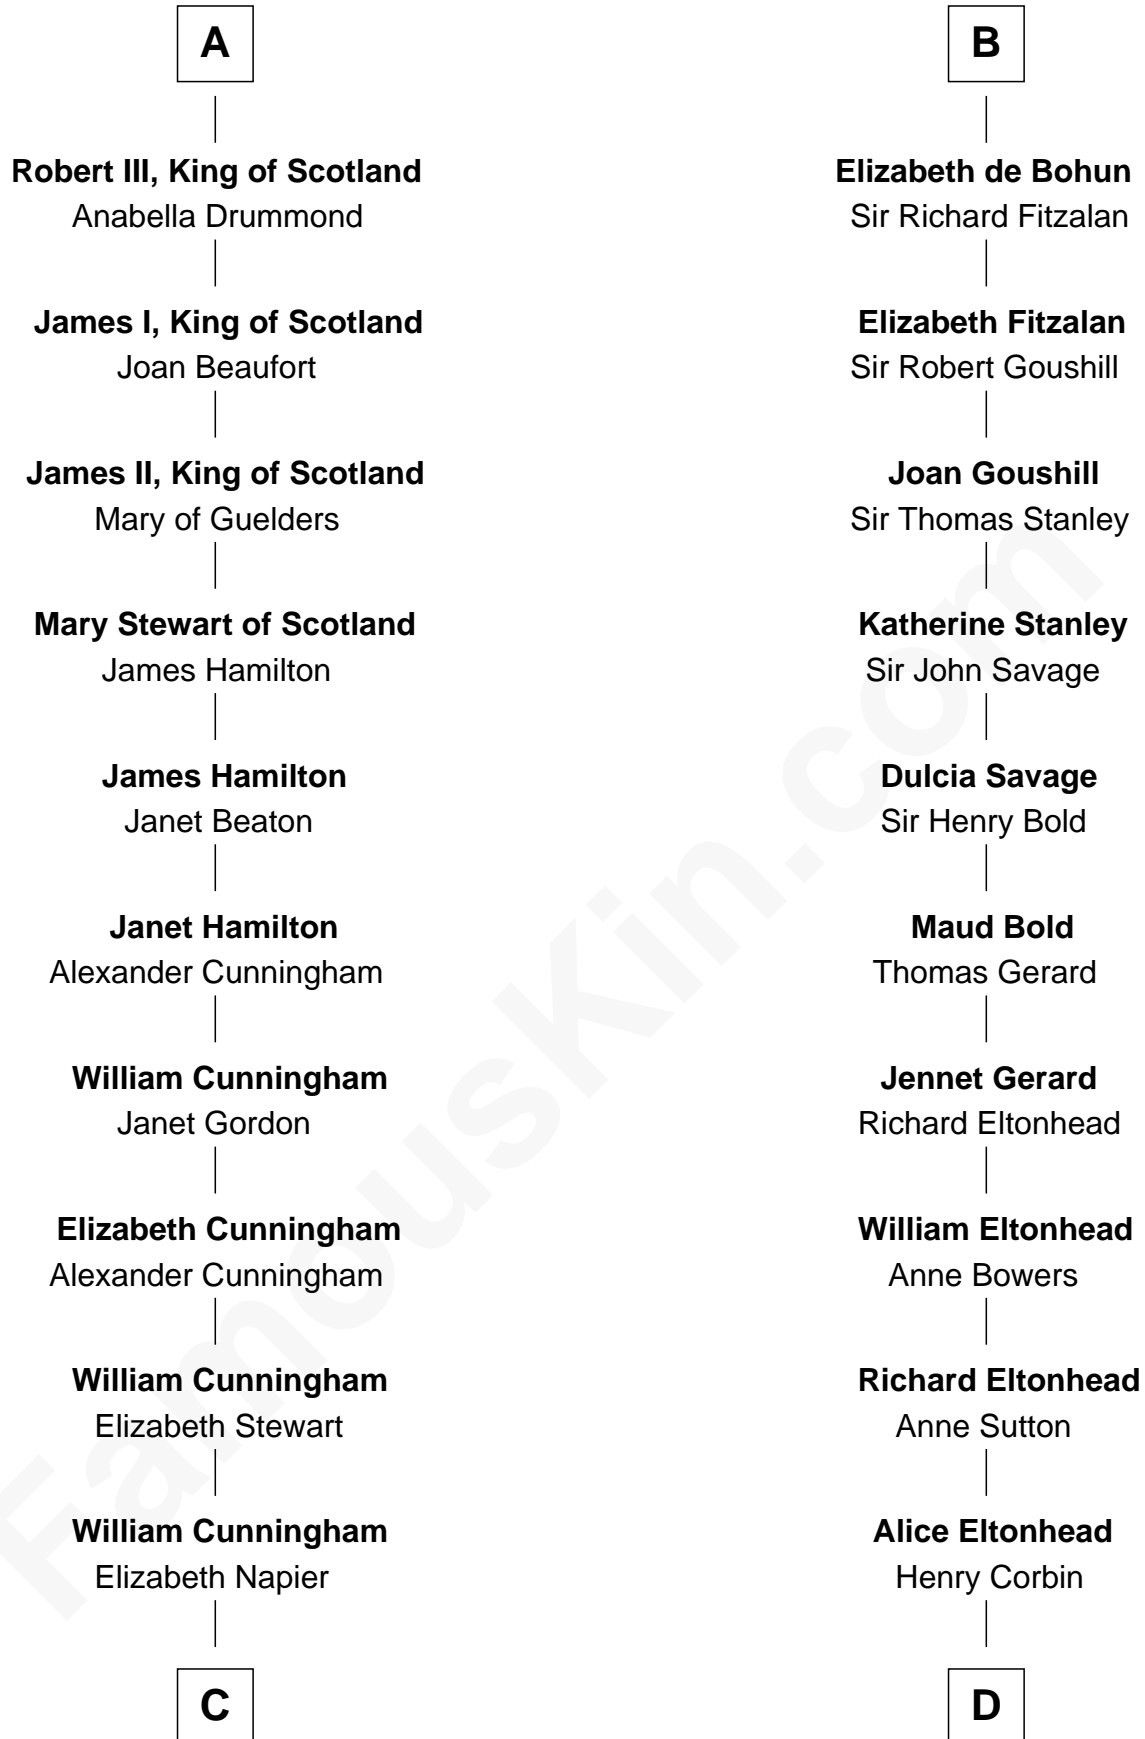 A
Robert III, King of Scotland
Anabella Drummond
James I, King of Scotland
Joan Beaufort
James II, King of Scotland
Mary of Guelders
Mary Stewart of Scotland
James Hamilton
James Hamilton
Janet Beaton
Janet Hamilton
Alexander Cunningham
William Cunningham
Janet Gordon
Elizabeth Cunningham
Alexander Cunningham
William Cunningham
Elizabeth Stewart
William Cunningham
Elizabeth Napier
C
B
Elizabeth de Bohun
Sir Richard Fitzalan
Elizabeth Fitzalan
Sir Robert Goushill
Joan Goushill
Sir Thomas Stanley
Katherine Stanley
Sir John Savage
Dulcia Savage
Sir Henry Bold
Maud Bold
Thomas Gerard
Jennet Gerard
Richard Eltonhead
William Eltonhead
Anne Bowers
Richard Eltonhead
Anne Sutton
Alice Eltonhead
Henry Corbin
D
FamousKin.com